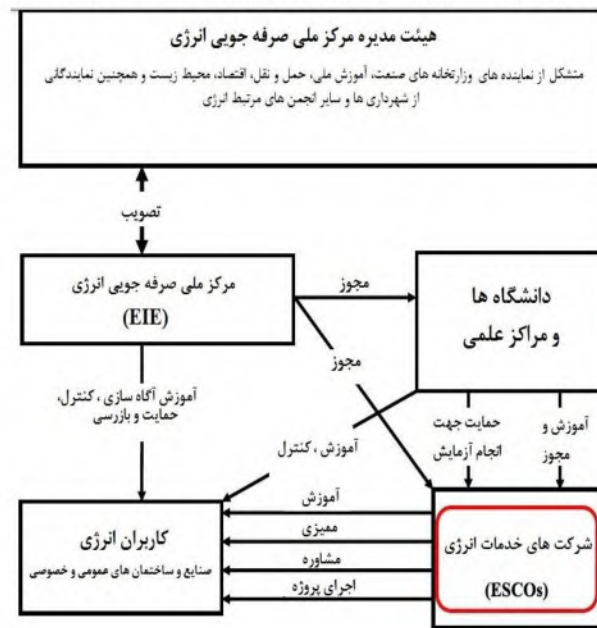 هیئت مدیره مرکز ملی صرفه جویی انرژی
متشکل از نماینده های وزارتخانه های صنعت، آموزش ملی، حمل و نقل، اقتصاد، محیط زیست و همچنین نمایندگانی
از شهرداری ها و سایر انجمن های مرتبط انرژی
تصویب
مرکز ملی صرفه جویی انرژی
(EIE)
مجوز
دانشگاه ها
و مراکز علمی
مجوز
آموزش آگاه سازی ، کنترل،
حمایت و بازرسی
آموزش ، کنترل
حمایت جهت
انجام آزمایش
آموزش و
مجوز
کاربران انرژی
صنایع و ساختمان های عمومی و خصوصی
آموزش
ممیزی
مشاوره
اجرای پروژه
شرکت های خدمات انرژی
(ESCOs)